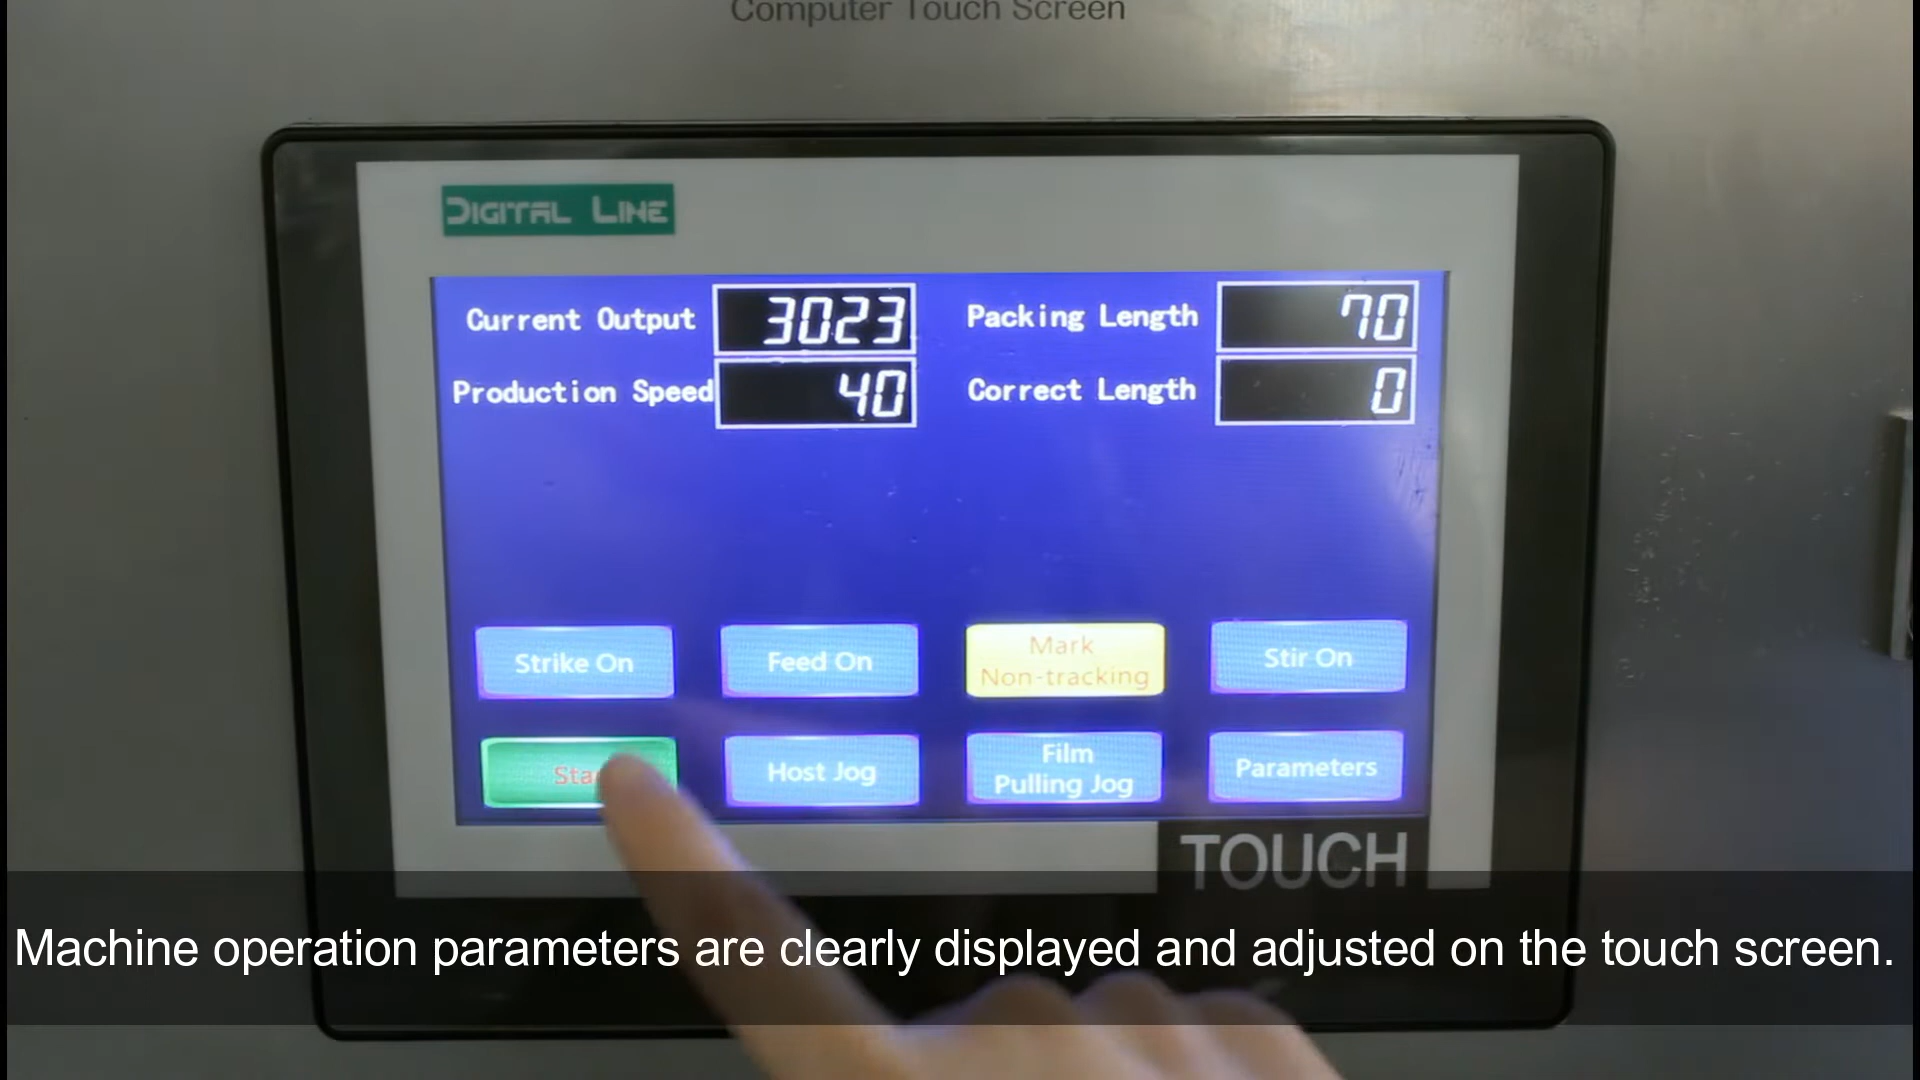 Computer Touch Screen
DIGITAL LINE
Current Output 3023 Packing Length 70
Production Speed 40 Correct Length 0
Strike On
Feed On
Mark
Non-tracking
Stir On
Host Jog
Film
Pulling Jog
Parameters
TOUCH
Machine operation parameters are clearly displayed and adjusted on the touch screen.